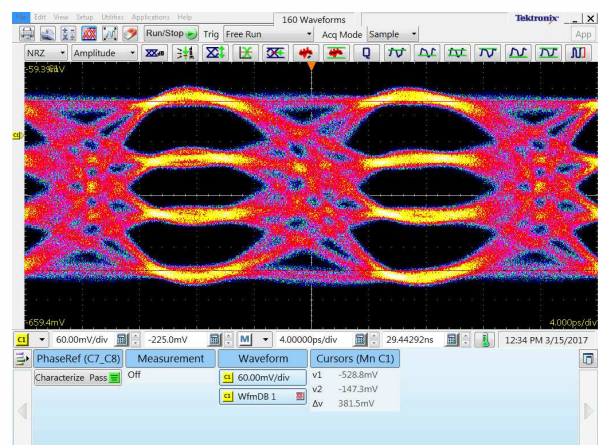 File Edit View Setup Utilities Applications Help 160 Waveforms Tektronix
Run/Stop Trig Free Run Acq Mode Sample App
NRZ Amplitude
4.000ps/div
-659.4mV
C1 60.00mV/div -225.0mV M 4.00000ps/div 29.44292ns 12:34 PM 3/15/2017
PhaseRef (C7_C8) Measurement Waveform Cursors (Mn C1)
Characterize Pass Off C1 60.00mV/div v1 -528.8mV
C1 WfmDB 1 v2 -147.3mV
Δv 381.5mV